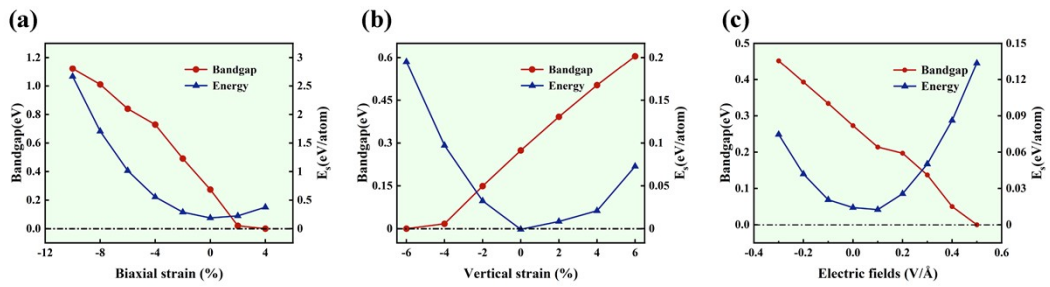 (a)
1.2
1.0
0.8
0.6
0.4
0.2
0.0
Bandgap(eV)
Bandgap
Energy
3
2.5
2
1.5
1
0.5
0
Es(eV/atom)
-12 -8 -4 0 4
Biaxial strain (%)
(b)
0.6
0.45
0.3
0.15
0
Bandgap(eV)
Bandgap
Energy
0.2
0.15
0.1
0.05
0
Es(eV/atom)
-6 -4 -2 0 2 4 6
Vertical strain (%)
(c)
0.5
0.4
0.3
0.2
0.1
0.0
Bandgap(eV)
Bandgap
Energy
0.15
0.12
0.09
0.06
0.03
0
Es(eV/atom)
-0.4 -0.2 0.0 0.2 0.4 0.6
Electric fields (V/Å)